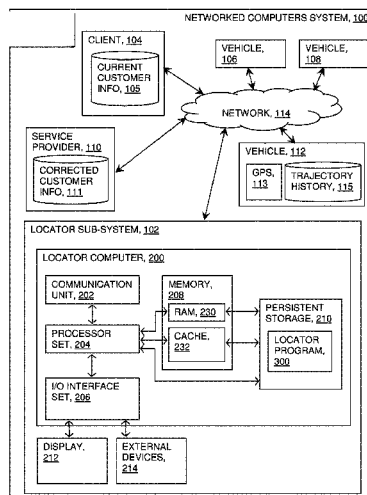 NETWORKED COMPUTERS SYSTEM, 100
CLIENT, 104
CURRENT
CUSTOMER
INFO, 105
VEHICLE,
106
VEHICLE,
108
NETWORK, 114
SERVICE
PROVIDER, 110
CORRECTED
CUSTOMER
INFO, 111
VEHICLE, 112
GPS,
113
TRAJECTORY
HISTORY, 115
LOCATOR SUB-SYSTEM, 102
LOCATOR COMPUTER, 200
COMMUNICATION
UNIT, 202
MEMORY,
208
RAM, 230
CACHE,
232
PERSISTENT
STORAGE, 210
LOCATOR
PROGRAM,
300
PROCESSOR
SET, 204
I/O INTERFACE
SET, 206
DISPLAY,
212
EXTERNAL
DEVICES,
214